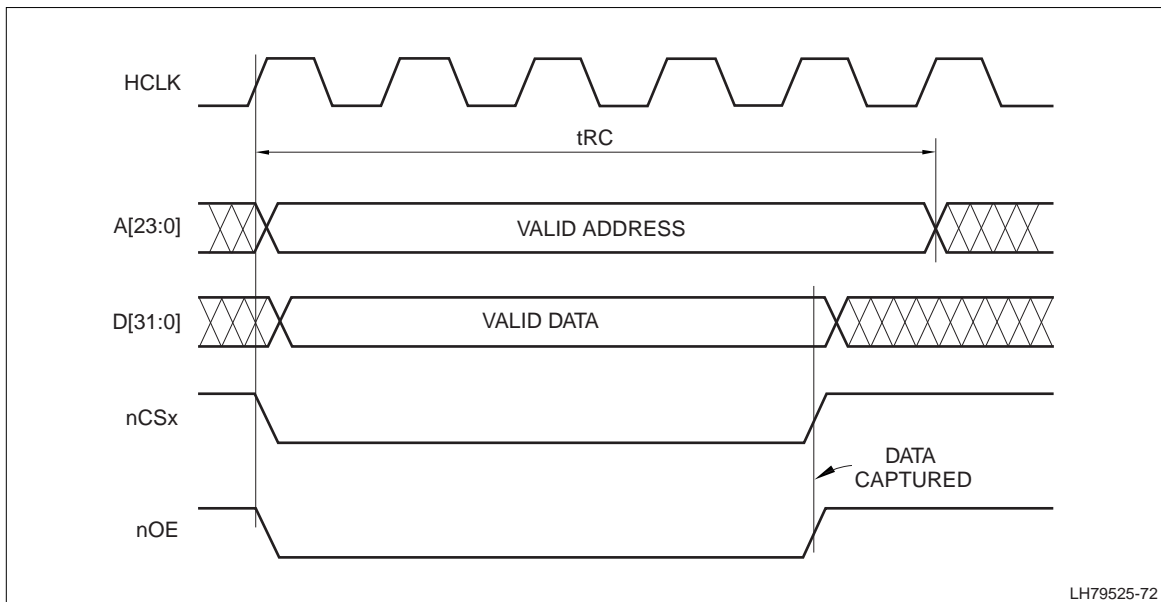 HCLK
tRC
A[23:0]
VALID ADDRESS
D[31:0]
VALID DATA
nCSx
DATA
CAPTURED
nOE
LH79525-72